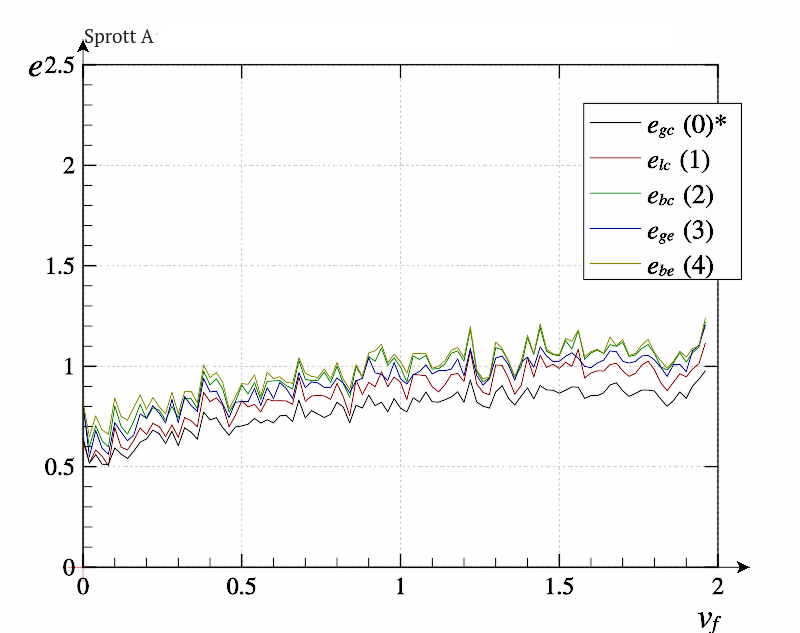 Sprott A
e
2.5
2
1.5
1
0.5
0
0 0.5 1 1.5 2
v_f
e_gc (0)*
e_lc (1)
e_bc (2)
e_ge (3)
e_be (4)